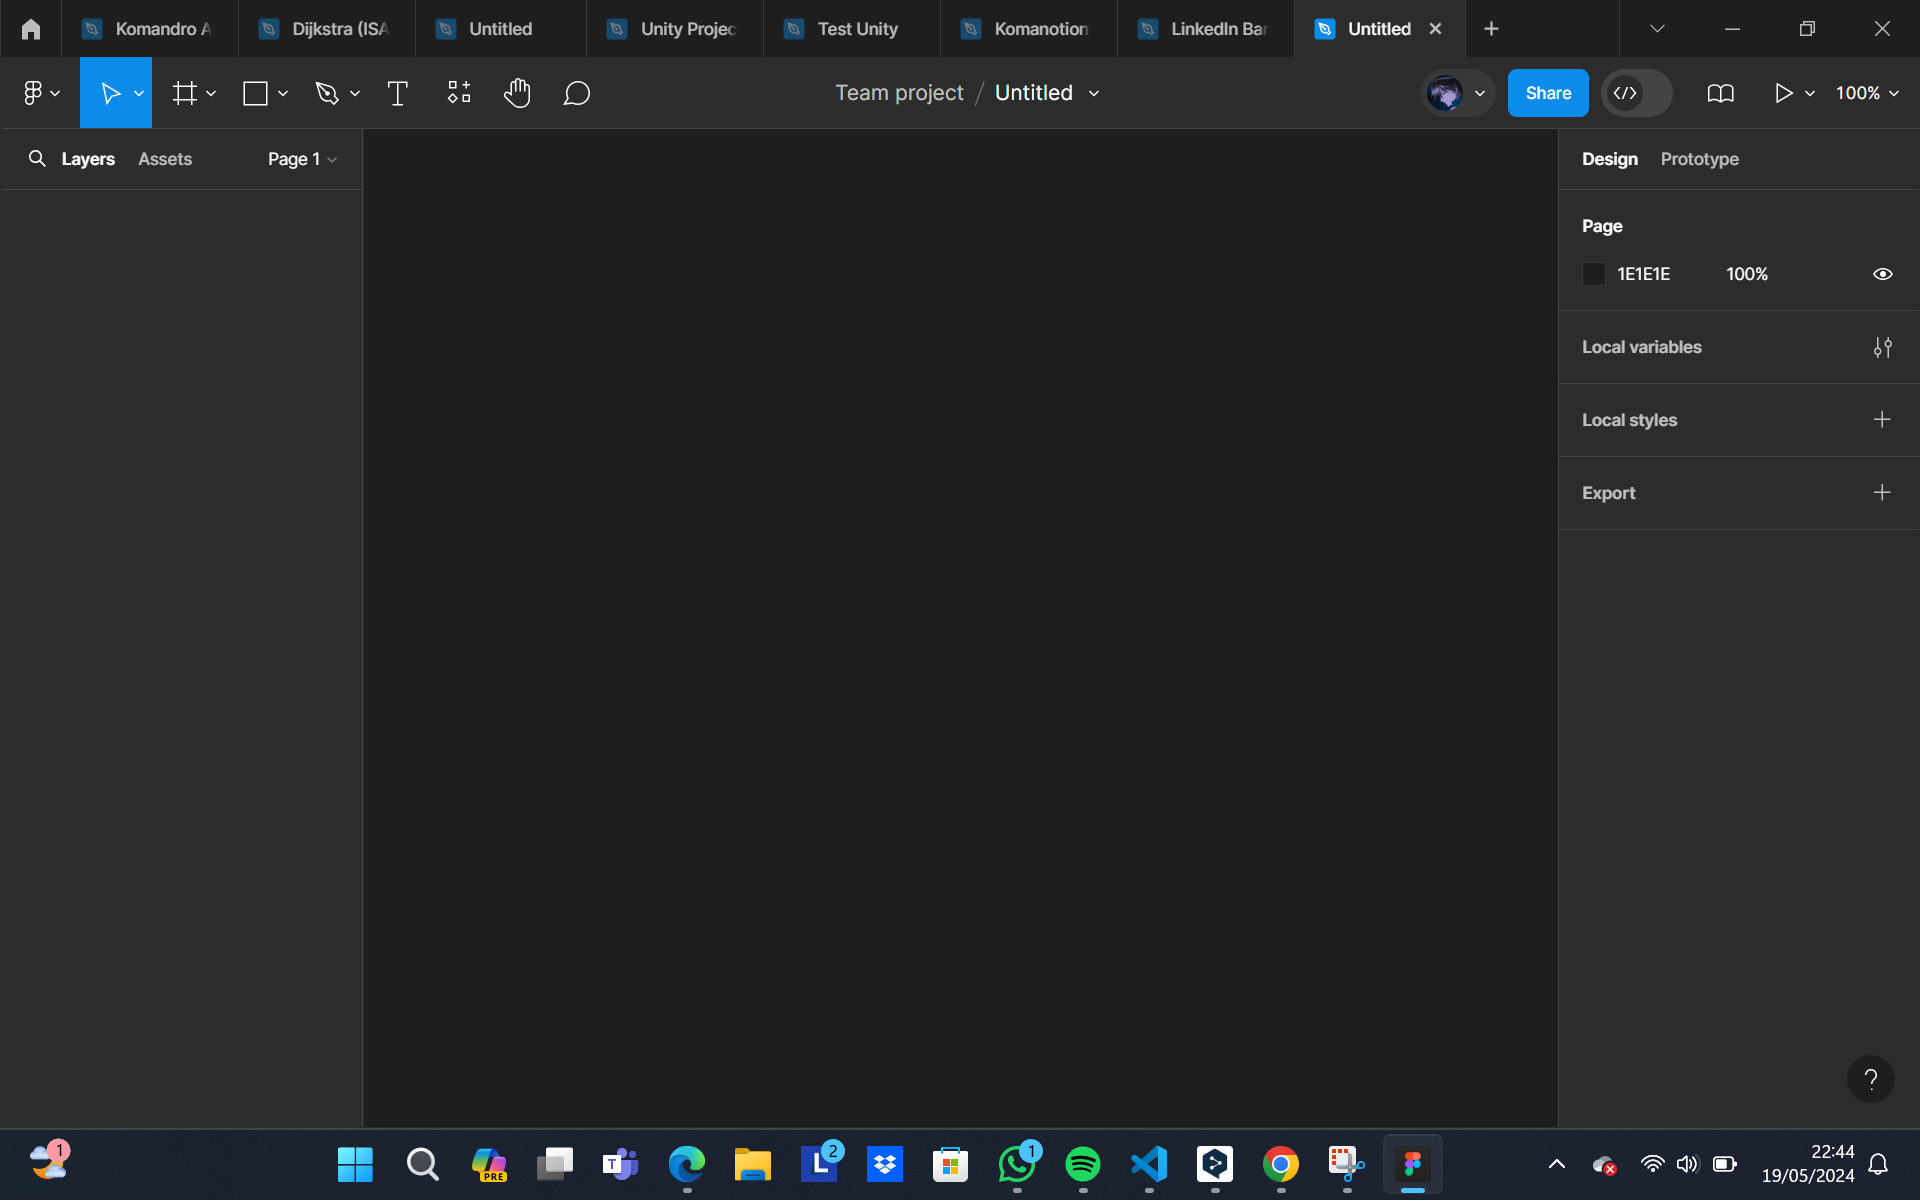 Komandro A
Dijkstra (ISA
Untitled
Unity Projec
Test Unity
Komanotion
LinkedIn Ban
Untitled
Team project / Untitled
Share
100%
Layers
Assets
Page 1
Design
Prototype
Page
1E1E1E
100%
Local variables
Local styles
Export
?
1
PRE
T
L
2
1
22:44
19/05/2024